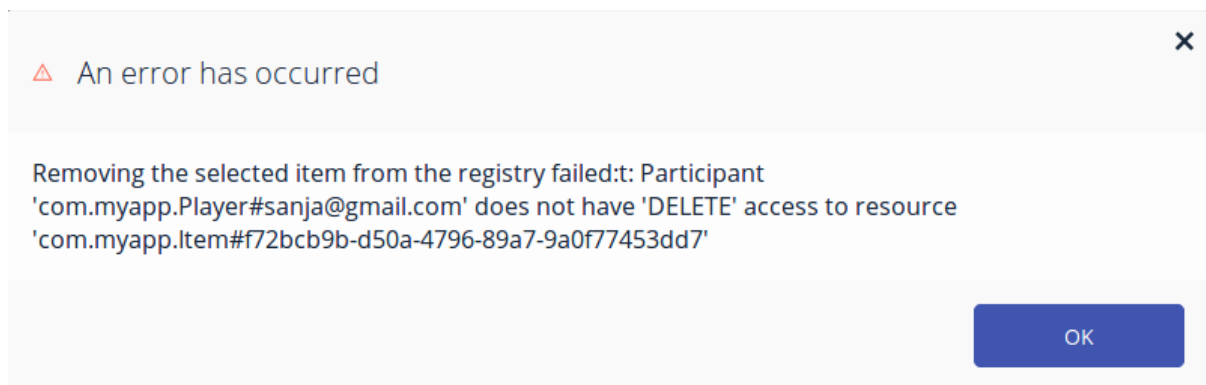 An error has occurred
Removing the selected item from the registry failed:t: Participant
'com.myapp.Player#sanja@gmail.com' does not have 'DELETE' access to resource
'com.myapp.Item#f72bcb9b-d50a-4796-89a7-9a0f77453dd7'
OK